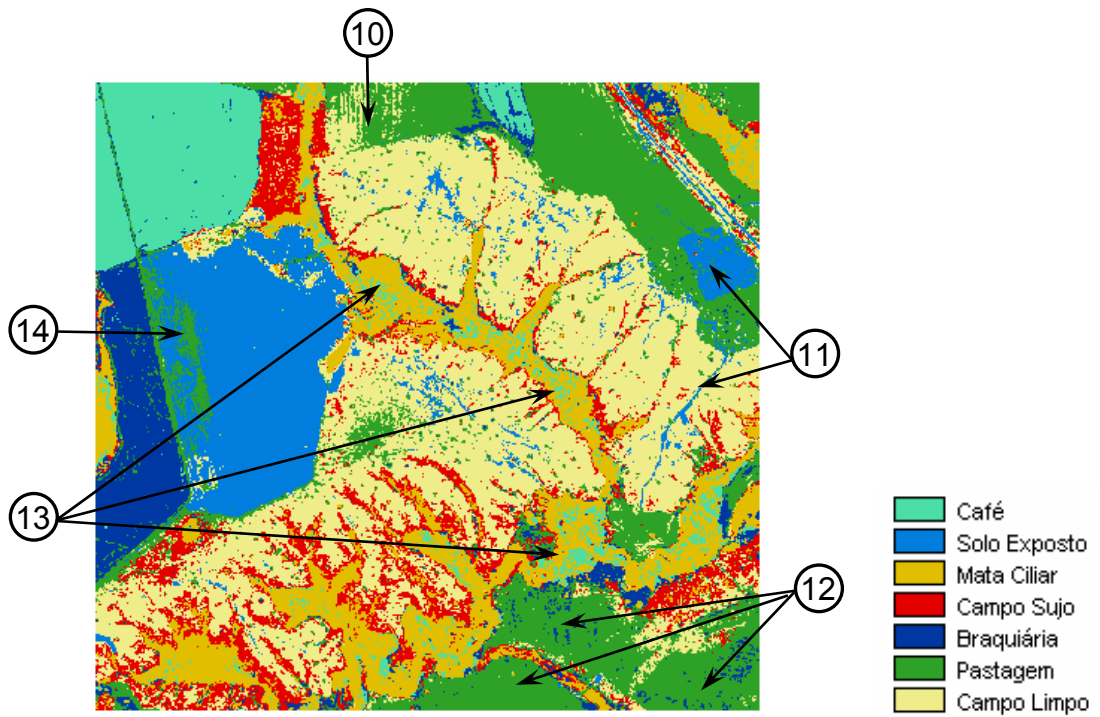 10
14
11
13
12
Café
Solo Exposto
Mata Ciliar
Campo Sujo
Braquiária
Pastagem
Campo Limpo